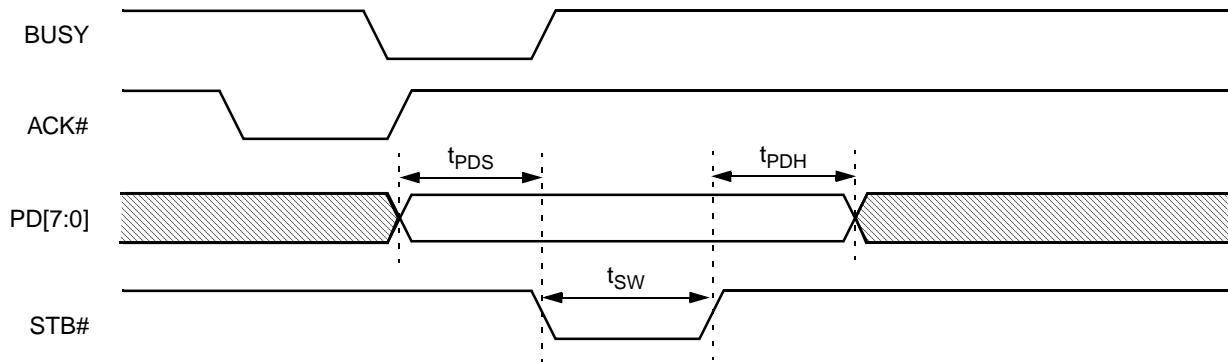 BUSY
ACK#
tPDS
tPDH
PD[7:0]
tSW
STB#